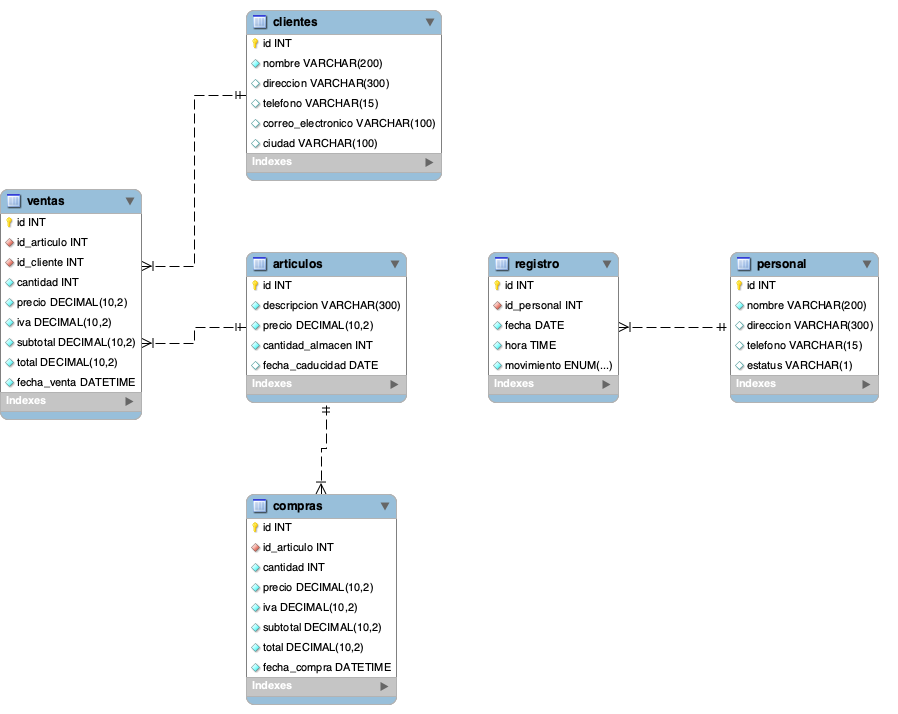 clientes
id INT
nombre VARCHAR(200)
direccion VARCHAR(300)
telefono VARCHAR(15)
correo_electronico VARCHAR(100)
ciudad VARCHAR(100)
Indexes
ventas
id INT
id_articulo INT
id_cliente INT
cantidad INT
precio DECIMAL(10,2)
iva DECIMAL(10,2)
subtotal DECIMAL(10,2)
total DECIMAL(10,2)
fecha_venta DATETIME
Indexes
articulos
id INT
descripcion VARCHAR(300)
precio DECIMAL(10,2)
cantidad_almacen INT
fecha_caducidad DATE
Indexes
registro
id INT
id_personal INT
fecha DATE
hora TIME
movimiento ENUM(...)
Indexes
personal
id INT
nombre VARCHAR(200)
direccion VARCHAR(300)
telefono VARCHAR(15)
estatus VARCHAR(1)
Indexes
compras
id INT
id_articulo INT
cantidad INT
precio DECIMAL(10,2)
iva DECIMAL(10,2)
subtotal DECIMAL(10,2)
total DECIMAL(10,2)
fecha_compra DATETIME
Indexes